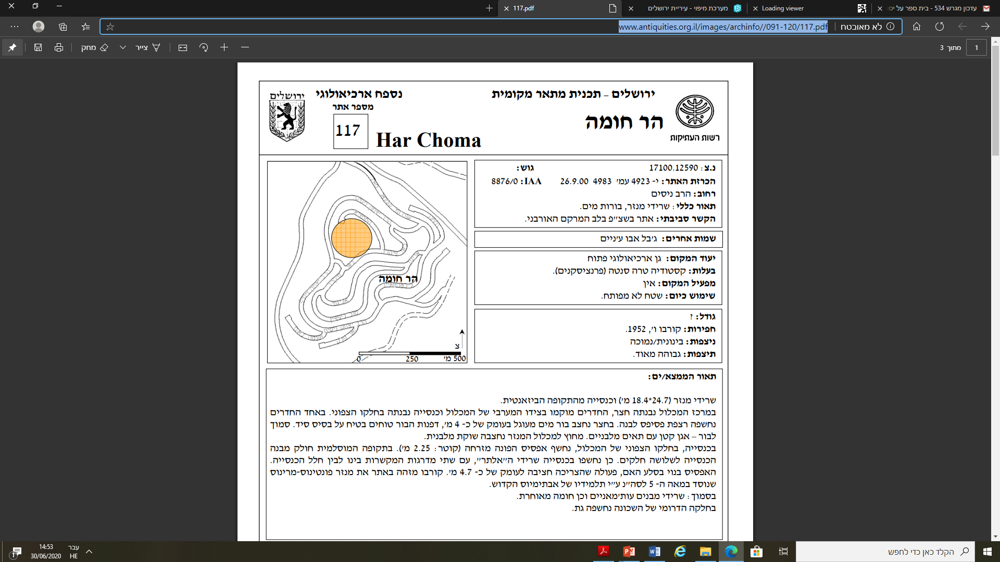 עדכון מגרש 534 - בית ספר על יסו
Loading viewer
מערכת מיפוי - עיריית ירושלים
117.pdf
לא מאובטח
www.antiquities.org.il/images/archinfo//091-120/117.pdf
1 מתוך 3
צייר
מחק
ירושלים – תכנית מתאר מקומית
נספח ארכיאולוגי
ירושלים
מספר אתר
הר חומה
117
Har Choma
רשות העתיקות
נ.צ: 17100.12590 גוש:
הכרזת האתר: י- 4923 עמ' 4983 26.9.00 IAA: 8876/0
רחוב: הרב ניסים
תאור כללי: שרידי מנזר, בורות מים.
הקשר סביבתי: אתר בשצ"פ בלב המרקם האורבני.
שמות אחרים: ג'בל אבו ע'ניים
יעוד המקום: גן ארכיאולוגי פתוח
בעלות: קסטודיה טרה סנטה (פרנציסקנים).
מפעיל המקום: אין
שימוש כיום: שטח לא מפותח.
גודל: ?
חפירות: קורבו ו', 1952.
ניצפות: בינונית/נמוכה
תיצפות: גבוהה מאוד.
הר חומה
צ
0 250 500 מ'
תאור הממצא/ים:
שרידי מנזר (24.7*18.4 מ') וכנסייה מהתקופה הביזאנטית.
במרכז המכלול נבנתה חצר, החדרים מוקמו בצידו המערבי של המכלול וכנסייה נבנתה בחלקו הצפוני. באחד החדרים
נחשפה רצפת פסיפס לבנה. בחצר נחצב בור מים מעוגל בעומק של כ- 4 מ', דפנות הבור טוחים בטיח על בסיס סיד. סמוך
לבור – אגן קטן עם תאים מלבניים. מחוץ למכלול המנזר נחצבה שוקת מלבנית.
בכנסייה, בחלקו הצפוני של המכלול, נחשף אפסיס הפונה מזרחה (קוטר: 2.25 מ'). בתקופה המוסלמית חולק מבנה
הכנסייה לשלושה חלקים. כן נחשפו בכנסייה שרידי ה"אלתר", עם שתי מדרגות המקשרות בינו לבין חלל הכנסייה.
האפסיס בנוי בסלע האם, פעולה שהצריכה חציבה לעומק של כ- 4.7 מ'. קורבו מזהה באתר את מנזר פונטינוס-מרינוס
שנוסד במאה ה- 5 לסה"נ ע"י תלמידיו של אבתימיוס הקדוש.
בסמוך: שרידי מבנים עות'מאניים וכן חומה מאוחרת.
בחלקה הדרומי של השכונה נחשפה גת.
הקלד כאן כדי לחפש
עבר
HE
14:53
30/06/2020
1